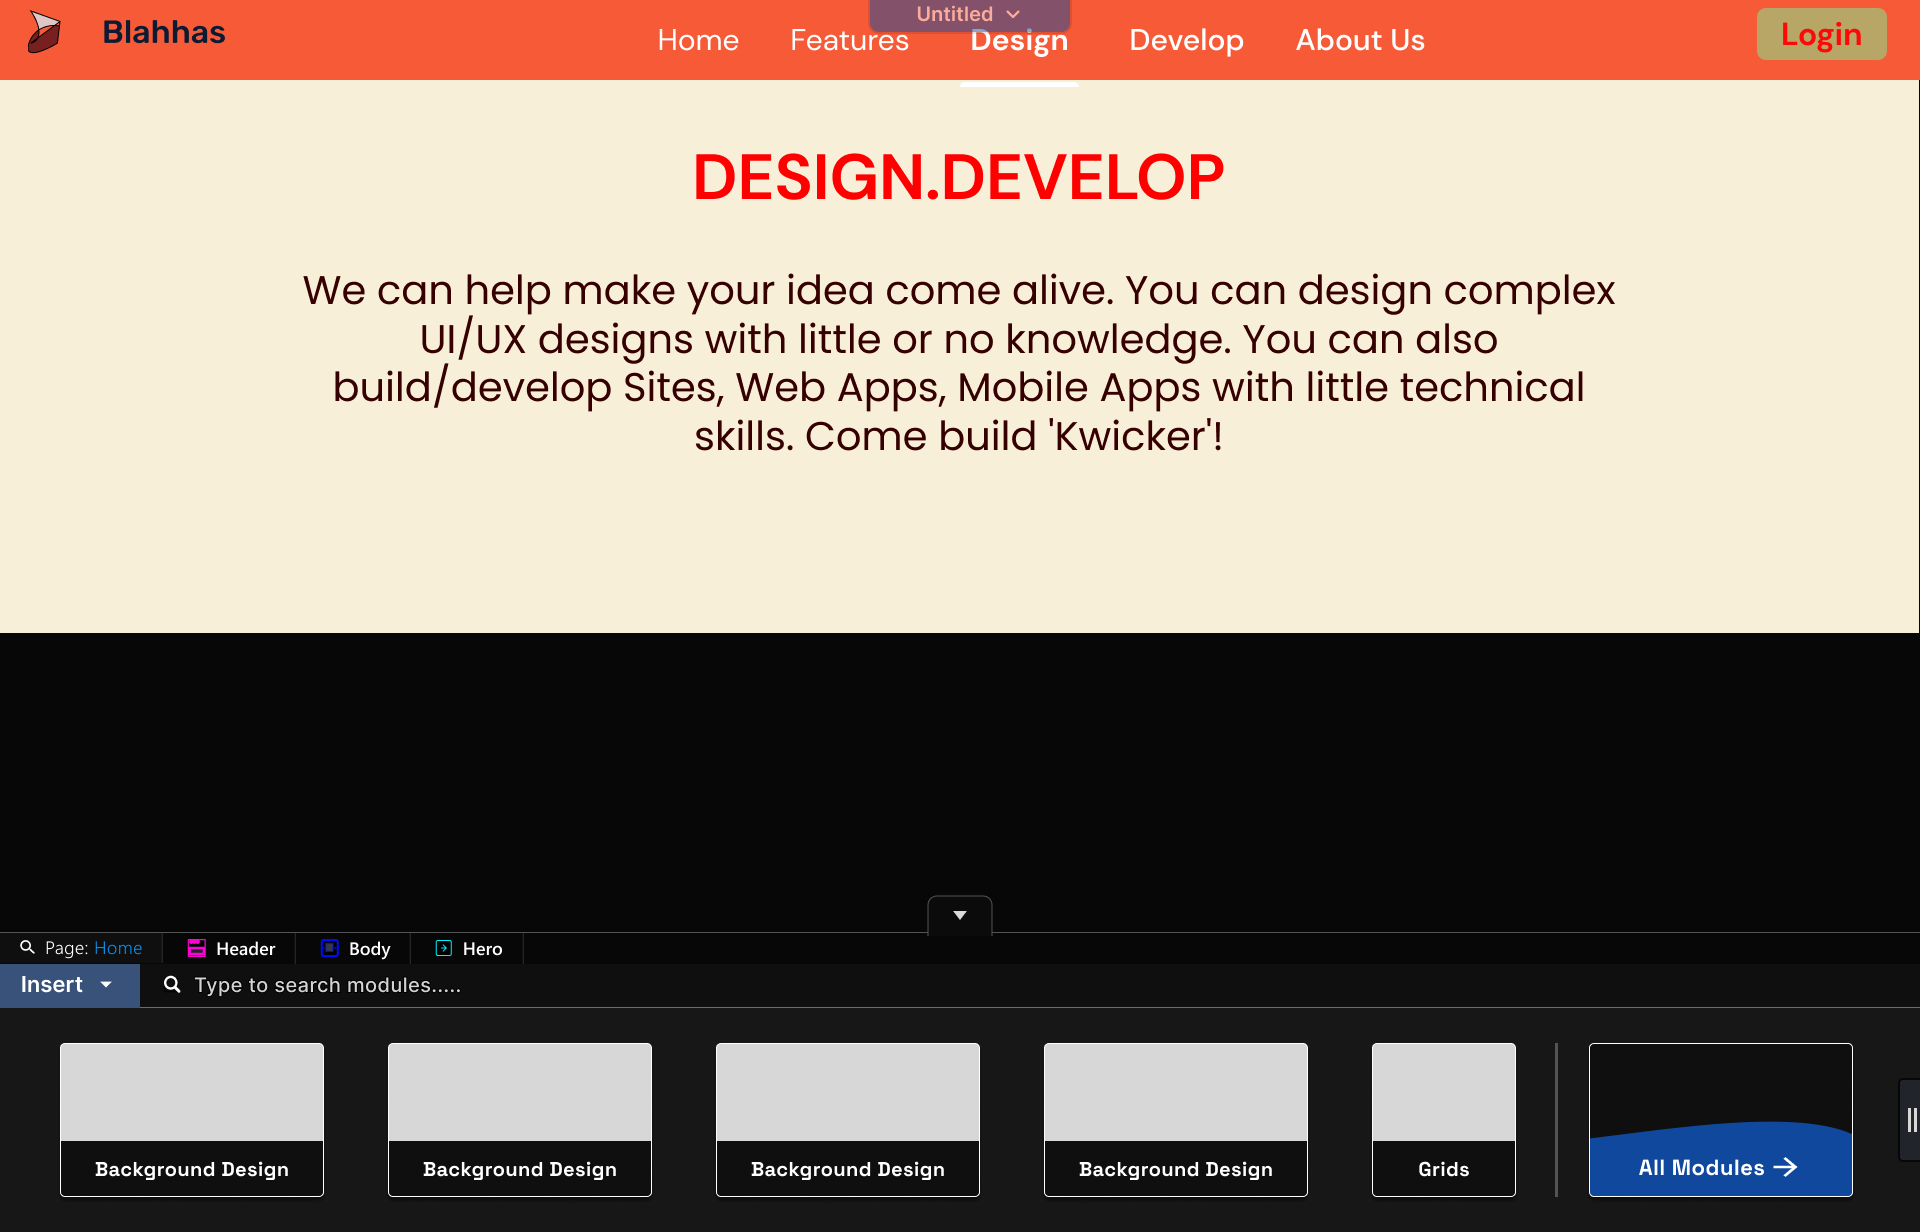 Blahhas
Untitled
Home Features Design Develop About Us
Login
DESIGN.DEVELOP
We can help make your idea come alive. You can design complex
UI/UX designs with little or no knowledge. You can also
build/develop Sites, Web Apps, Mobile Apps with little technical
skills. Come build 'Kwicker'!
Page: Home Header Body Hero
Insert Type to search modules.....
Background Design Background Design Background Design Background Design Grids All Modules